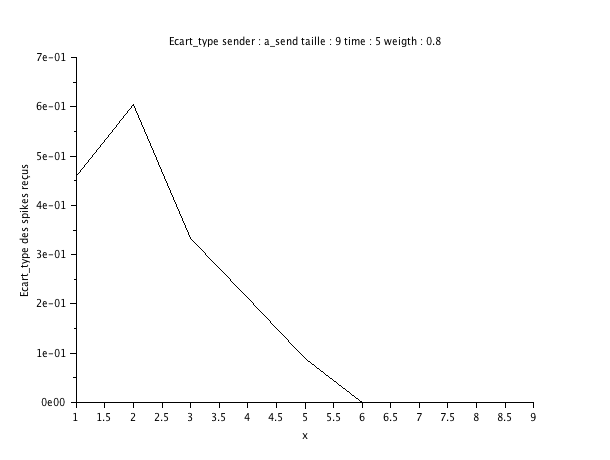 Ecart_type sender : a_send taille : 9 time : 5 weigth : 0.8
7e-01
6e-01
5e-01
4e-01
3e-01
2e-01
1e-01
0e00
Ecart_type des spikes reçus
1 1.5 2 2.5 3 3.5 4 4.5 5 5.5 6 6.5 7 7.5 8 8.5 9
x